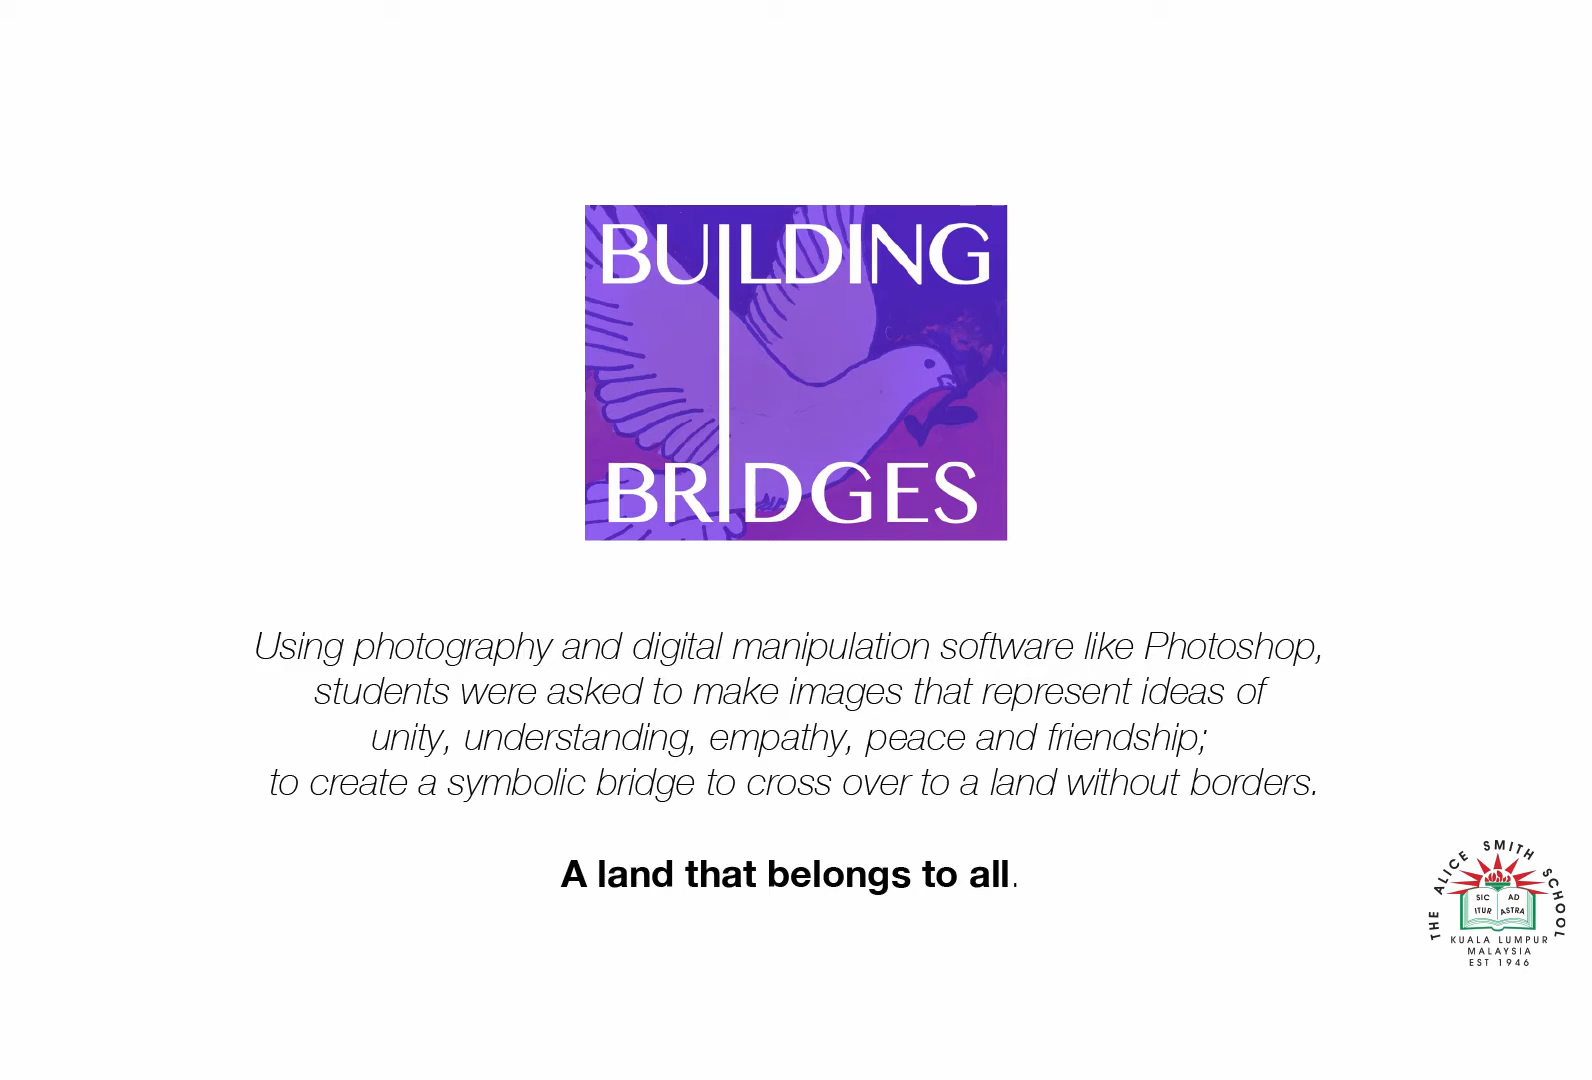 BUILDING
BRIDGES
Using photography and digital manipulation software like Photoshop,
students were asked to make images that represent ideas of
unity, understanding, empathy, peace and friendship;
to create a symbolic bridge to cross over to a land without borders.
A land that belongs to all.
THE ALICE SMITH SCHOOL
SIC AD
ITUR ASTRA
KUALA LUMPUR
MALAYSIA
EST 1946